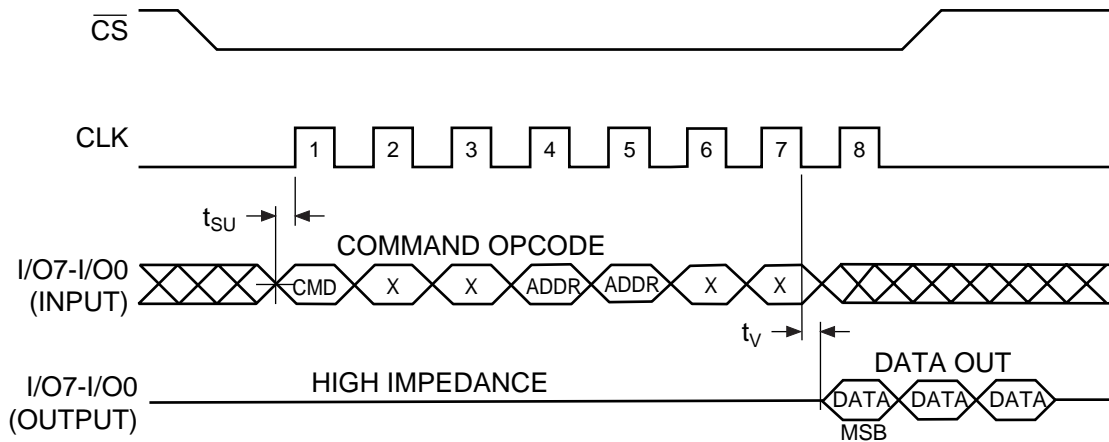 CS
CLK
1 2 3 4 5 6 7 8
tSU
COMMAND OPCODE
I/O7-I/O0
(INPUT)
CMD X X ADDR ADDR X X
tV
DATA OUT
I/O7-I/O0
(OUTPUT)
HIGH IMPEDANCE
DATA DATA DATA
MSB